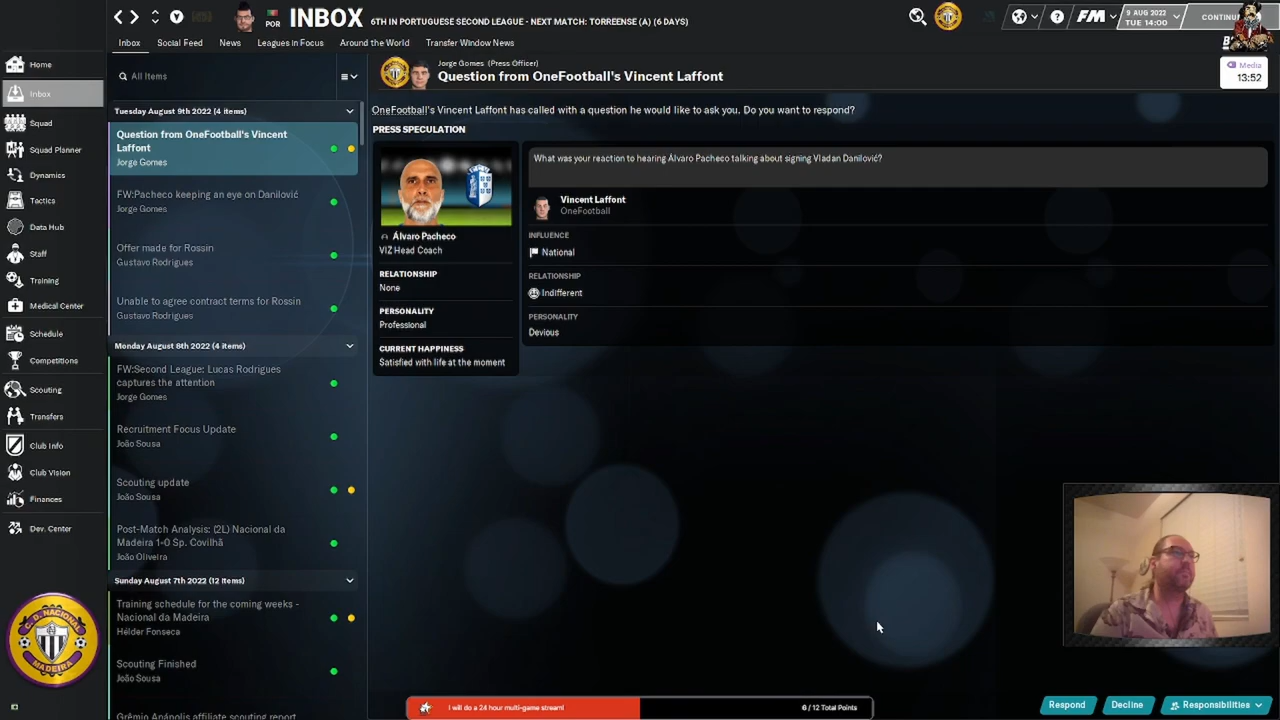 POR
INBOX
6TH IN PORTUGUESE SECOND LEAGUE - NEXT MATCH: TORREENSE (A) (6 DAYS)
FM
9 AUG 2022
TUE 14:00
Inbox
Social Feed
News
Leagues in Focus
Around the World
Transfer Window News
Home
Inbox
Squad
Squad Planner
Dynamics
Tactics
Data Hub
Staff
Training
Medical Center
Schedule
Competitions
Scouting
Transfers
Club Info
Club Vision
Finances
Dev. Center
C.D. NACIONAL
MADEIRA
All Items
Tuesday August 9th 2022 (4 items)
Question from OneFootball's Vincent
Laffont
Jorge Gomes
FW:Pacheco keeping an eye on Danilović
Jorge Gomes
Offer made for Rossin
Gustavo Rodrigues
Unable to agree contract terms for Rossin
Gustavo Rodrigues
Monday August 8th 2022 (4 items)
FW:Second League: Lucas Rodrigues
captures the attention
Jorge Gomes
Recruitment Focus Update
João Sousa
Scouting update
João Sousa
Post-Match Analysis: (2L) Nacional da
Madeira 1-0 Sp. Covilhã
João Oliveira
Sunday August 7th 2022 (12 items)
Training schedule for the coming weeks -
Nacional da Madeira
Hélder Fonseca
Scouting Finished
João Sousa
Grêmio Anápolis affiliate scouting report
Jorge Gomes (Press Officer)
Question from OneFootball's Vincent Laffont
Media
13:52
OneFootball's Vincent Laffont has called with a question he would like to ask you. Do you want to respond?
PRESS SPECULATION
Álvaro Pacheco
VIZ Head Coach
RELATIONSHIP
None
PERSONALITY
Professional
CURRENT HAPPINESS
Satisfied with life at the moment
What was your reaction to hearing Álvaro Pacheco talking about signing Vladan Danilović?
Vincent Laffont
OneFootball
INFLUENCE
National
RELATIONSHIP
Indifferent
PERSONALITY
Devious
I will do a 24 hour multi-game stream!
6 / 12 Total Points
Respond
Decline
Responsibilities